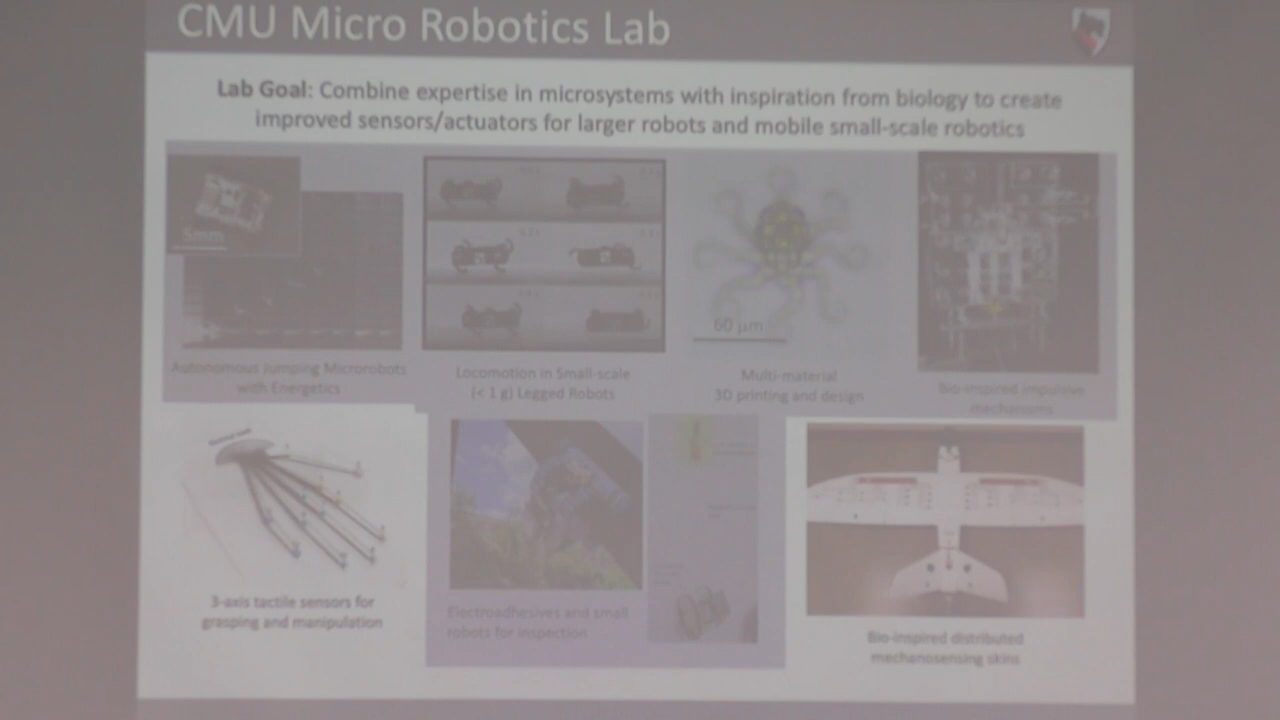 CMU Micro Robotics Lab
Lab Goal: Combine expertise in microsystems with inspiration from biology to create
improved sensors/actuators for larger robots and mobile small-scale robotics
5mm
60 µm
Autonomous Jumping Microrobots
with Energetics
Locomotion in Small-scale
(< 1 g) Legged Robots
Multi-material
3D printing and design
Bio-inspired impulsive
mechanisms
3-axis tactile sensors for
grasping and manipulation
Electroadhesives and small
robots for inspection
Bio-inspired distributed
mechanosensing skins